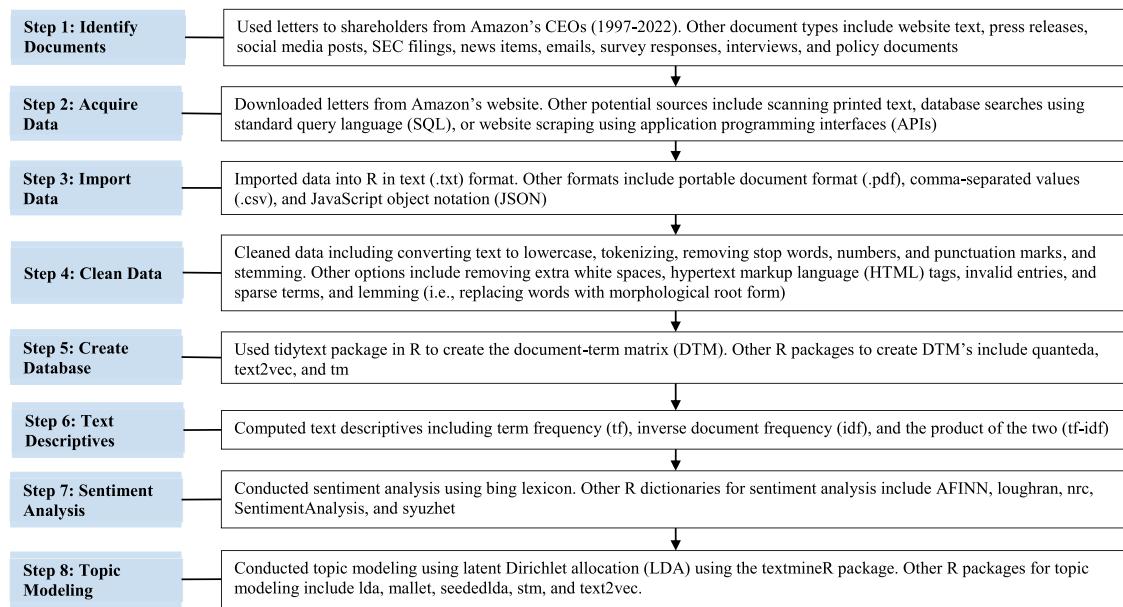 Step 1: Identify
Documents
Used letters to shareholders from Amazon's CEOs (1997-2022). Other document types include website text, press releases,
social media posts, SEC filings, news items, emails, survey responses, interviews, and policy documents
Step 2: Acquire
Data
Downloaded letters from Amazon's website. Other potential sources include scanning printed text, database searches using
standard query language (SQL), or website scraping using application programming interfaces (APIs)
Step 3: Import
Data
Imported data into R in text (.txt) format. Other formats include portable document format (.pdf), comma-separated values
(.csv), and JavaScript object notation (JSON)
Step 4: Clean Data
Cleaned data including converting text to lowercase, tokenizing, removing stop words, numbers, and punctuation marks, and
stemming. Other options include removing extra white spaces, hypertext markup language (HTML) tags, invalid entries, and
sparse terms, and lemming (i.e., replacing words with morphological root form)
Step 5: Create
Database
Used tidytext package in R to create the document-term matrix (DTM). Other R packages to create DTM's include quanteda,
text2vec, and tm
Step 6: Text
Descriptives
Computed text descriptives including term frequency (tf), inverse document frequency (idf), and the product of the two (tf-idf)
Step 7: Sentiment
Analysis
Conducted sentiment analysis using bing lexicon. Other R dictionaries for sentiment analysis include AFINN, loughran, nrc,
SentimentAnalysis, and syuzhet
Step 8: Topic
Modeling
Conducted topic modeling using latent Dirichlet allocation (LDA) using the textmineR package. Other R packages for topic
modeling include lda, mallet, seededlda, stm, and text2vec.